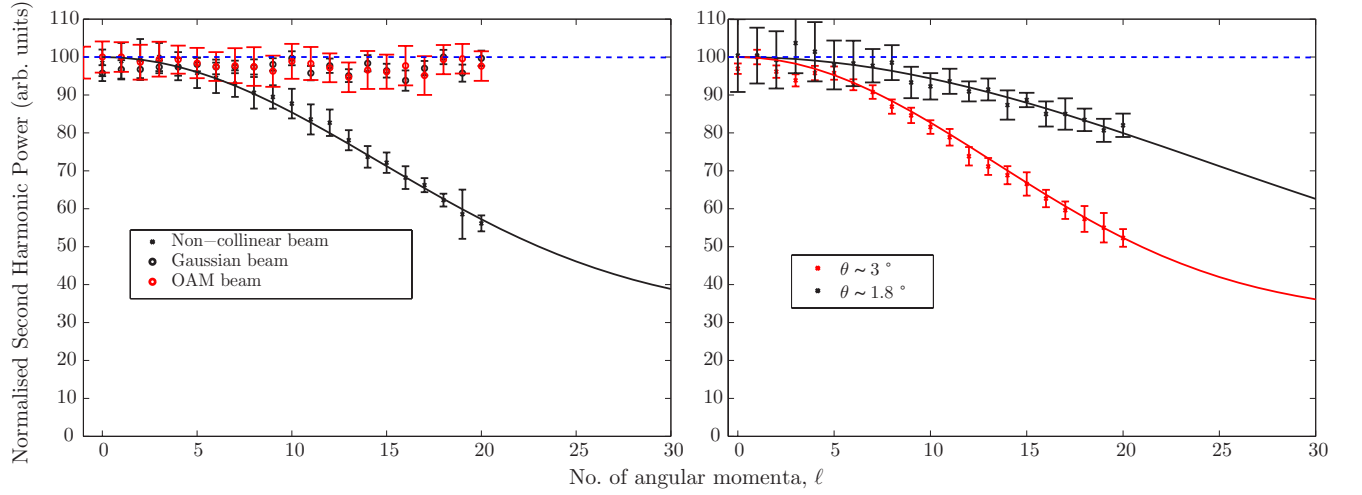 Normalised Second Harmonic Power (arb. units)
110
100
90
80
70
60
50
40
30
20
10
0
0 5 10 15 20 25 30
Non−collinear beam
Gaussian beam
OAM beam
110
100
90
80
70
60
50
40
30
20
10
0
0 5 10 15 20 25 30
θ ~ 3 °
θ ~ 1.8 °
No. of angular momenta, ℓ